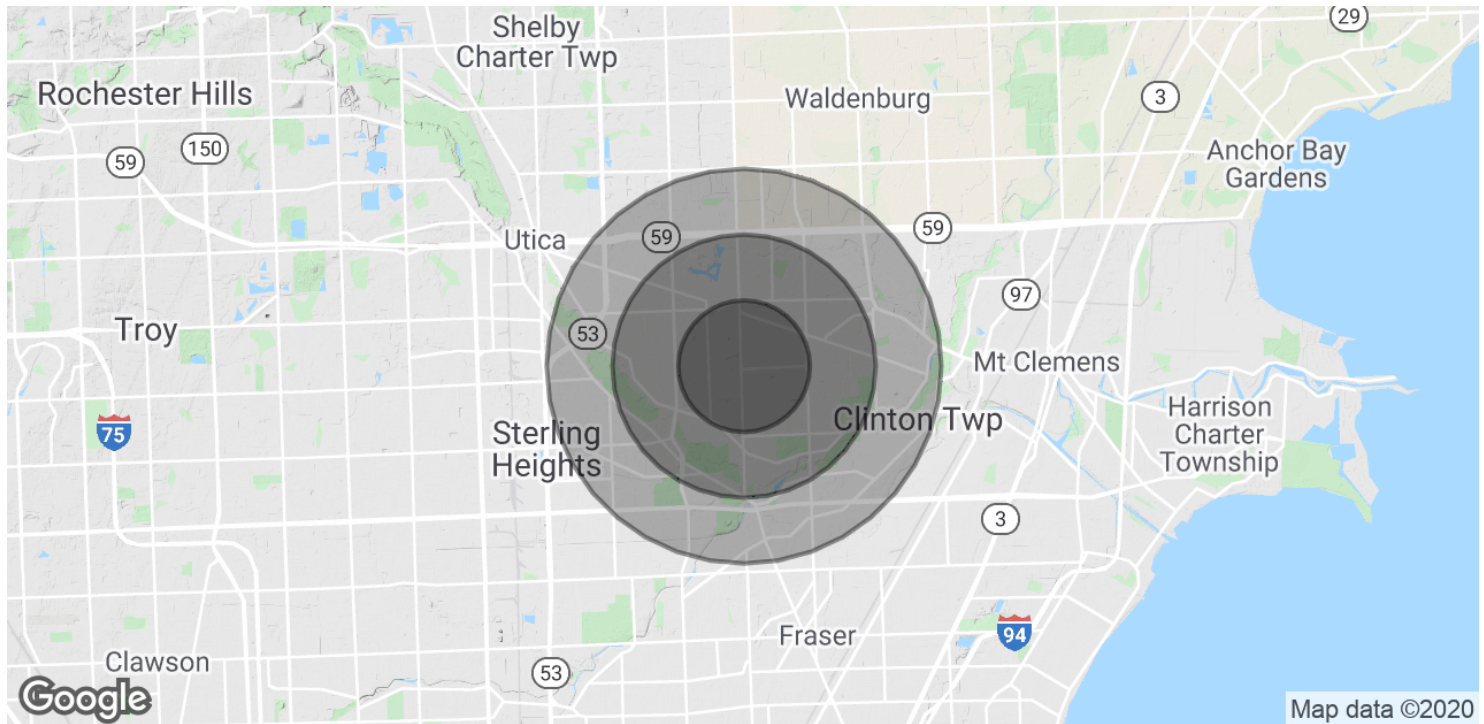 Shelby
Charter Twp
29
Rochester Hills
Waldenburg
3
59
150
Anchor Bay
Gardens
Utica
59
59
97
Troy
53
Mt Clemens
75
Sterling
Heights
Clinton Twp
Harrison
Charter
Township
3
Fraser
94
Clawson
53
Google
Map data ©2020